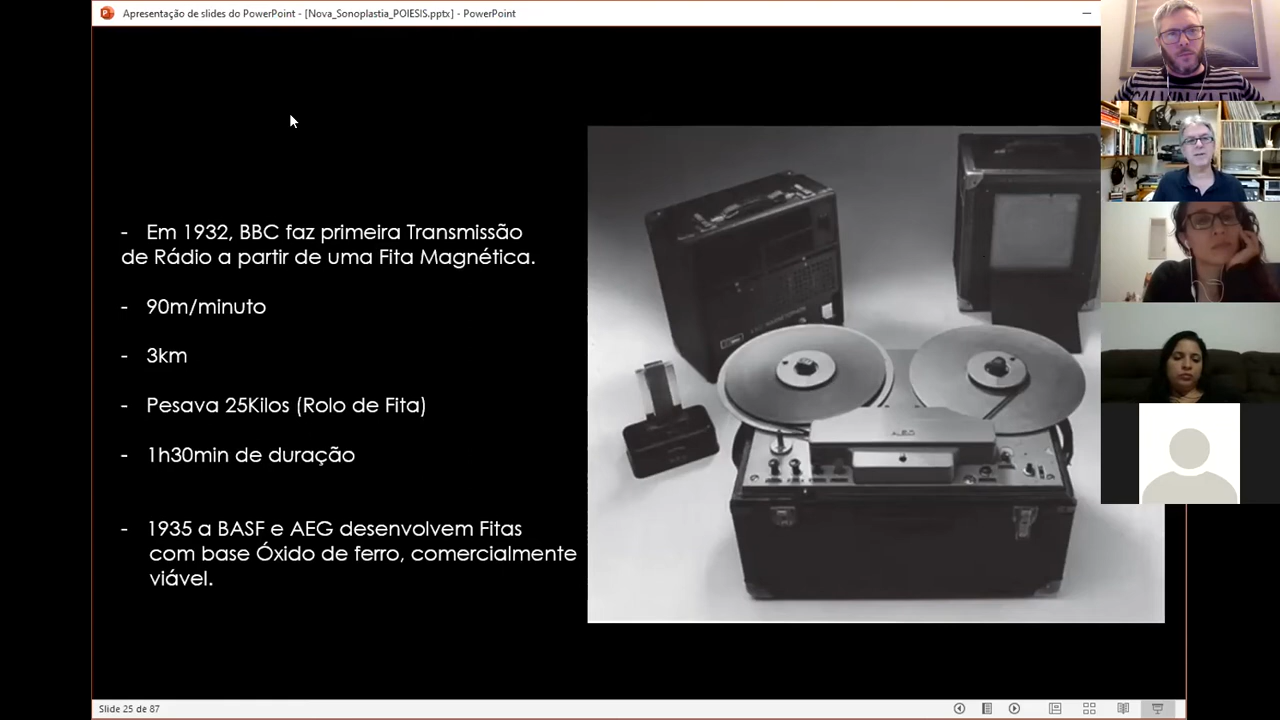 Apresentação de slides do PowerPoint - [Nova_Sonoplastia_POIESIS.pptx] - PowerPoint
- Em 1932, BBC faz primeira Transmissão
de Rádio a partir de uma Fita Magnética.
- 90m/minuto
- 3km
- Pesava 25Kilos (Rolo de Fita)
- 1h30min de duração
- 1935 a BASF e AEG desenvolvem Fitas
com base Óxido de ferro, comercialmente
viável.
AEG
CALVIN KLEIN
Slide 25 de 87